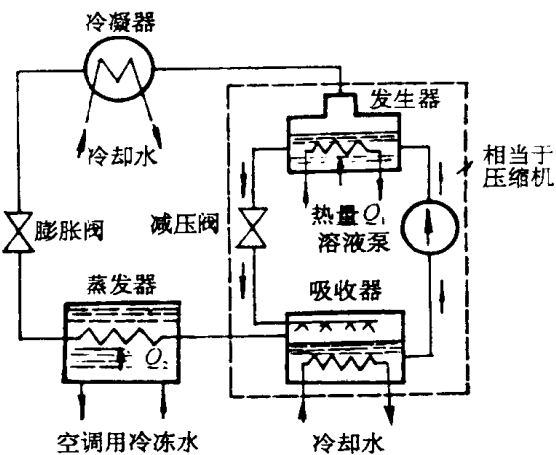 冷凝器
发生器
冷却水
相当于
压缩机
膨胀阀
减压阀
热量Q₁
溶液泵
蒸发器
吸收器
Q₂
空调用冷冻水
冷却水